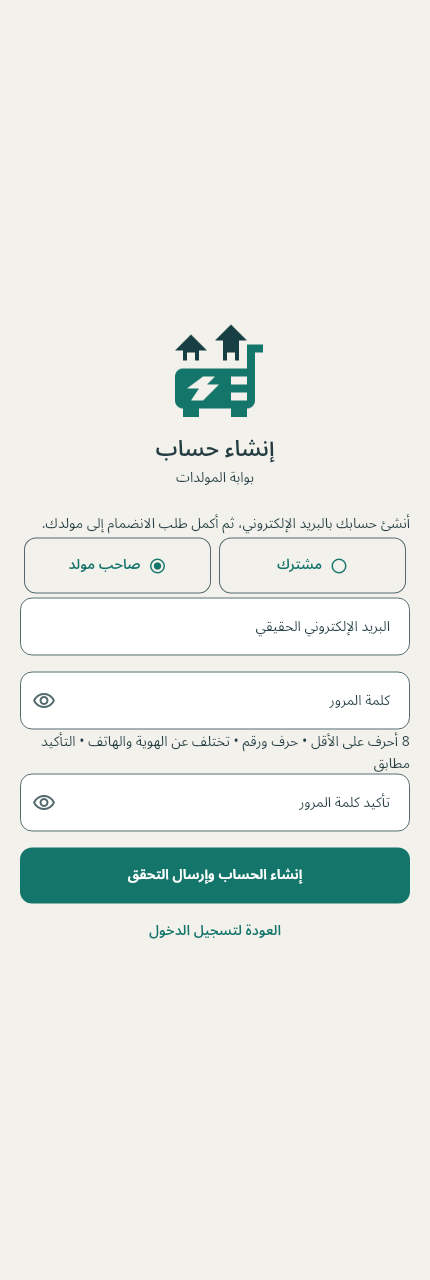 إنشاء حساب
بوابة المولدات
أنشئ حسابك بالبريد الإلكتروني، ثم أكمل طلب الانضمام إلى مولدك.
مشترك
صاحب مولد
البريد الإلكتروني الحقيقي
كلمة المرور
8 أحرف على الأقل • حرف ورقم • تختلف عن الهوية والهاتف • التأكيد
مطابق
تأكيد كلمة المرور
إنشاء الحساب وإرسال التحقق
العودة لتسجيل الدخول